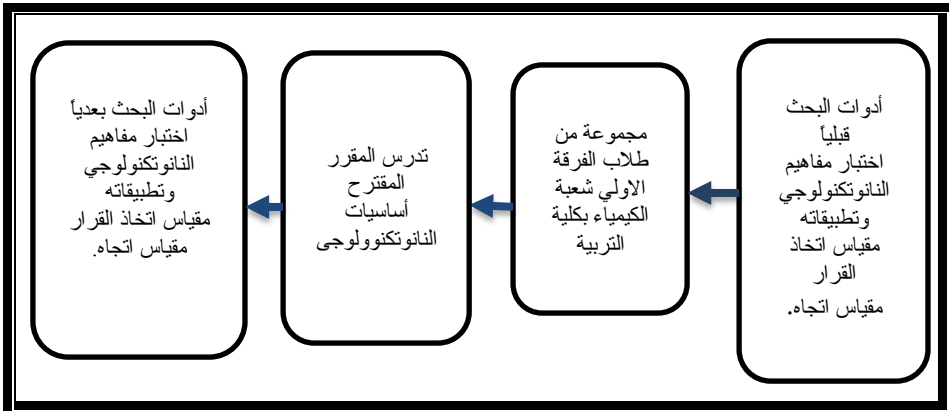 أدوات البحث
قبلياً
اختبار مفاهيم
النانوتكنولوجي
وتطبيقاته
مقياس اتخاذ
القرار
مقياس اتجاه.
مجموعة من
طلاب الفرقة
الاولي شعبة
الكيمياء بكلية
التربية
تدرس المقرر
المقترح
أساسيات
النانوتكنوولوجى
أدوات البحث بعدياً
اختبار مفاهيم
النانوتكنولوجي
وتطبيقاته
مقياس اتخاذ القرار
مقياس اتجاه.